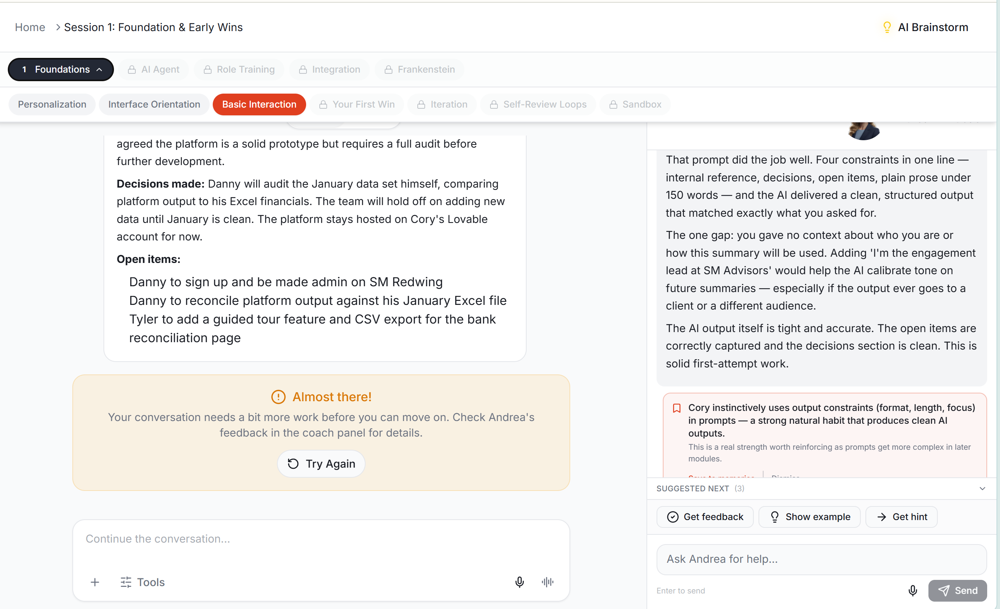 Home > Session 1: Foundation & Early Wins
AI Brainstorm
1 Foundations
AI Agent
Role Training
Integration
Frankenstein
Personalization
Interface Orientation
Basic Interaction
Your First Win
Iteration
Self-Review Loops
Sandbox
agreed the platform is a solid prototype but requires a full audit before
further development.
Decisions made: Danny will audit the January data set himself, comparing
platform output to his Excel financials. The team will hold off on adding new
data until January is clean. The platform stays hosted on Cory's Lovable
account for now.
Open items:
Danny to sign up and be made admin on SM Redwing
Danny to reconcile platform output against his January Excel file
Tyler to add a guided tour feature and CSV export for the bank
reconciliation page
Almost there!
Your conversation needs a bit more work before you can move on. Check Andrea's
feedback in the coach panel for details.
Try Again
Continue the conversation...
Tools
That prompt did the job well. Four constraints in one line —
internal reference, decisions, open items, plain prose under
150 words — and the AI delivered a clean, structured output
that matched exactly what you asked for.
The one gap: you gave no context about who you are or
how this summary will be used. Adding 'I'm the engagement
lead at SM Advisors' would help the AI calibrate tone on
future summaries — especially if the output ever goes to a
client or a different audience.
The AI output itself is tight and accurate. The open items are
correctly captured and the decisions section is clean. This is
solid first-attempt work.
Cory instinctively uses output constraints (format, length, focus)
in prompts — a strong natural habit that produces clean AI
outputs.
This is a real strength worth reinforcing as prompts get more complex in later
modules.
SUGGESTED NEXT (3)
Get feedback
Show example
Get hint
Ask Andrea for help...
Enter to send
Send